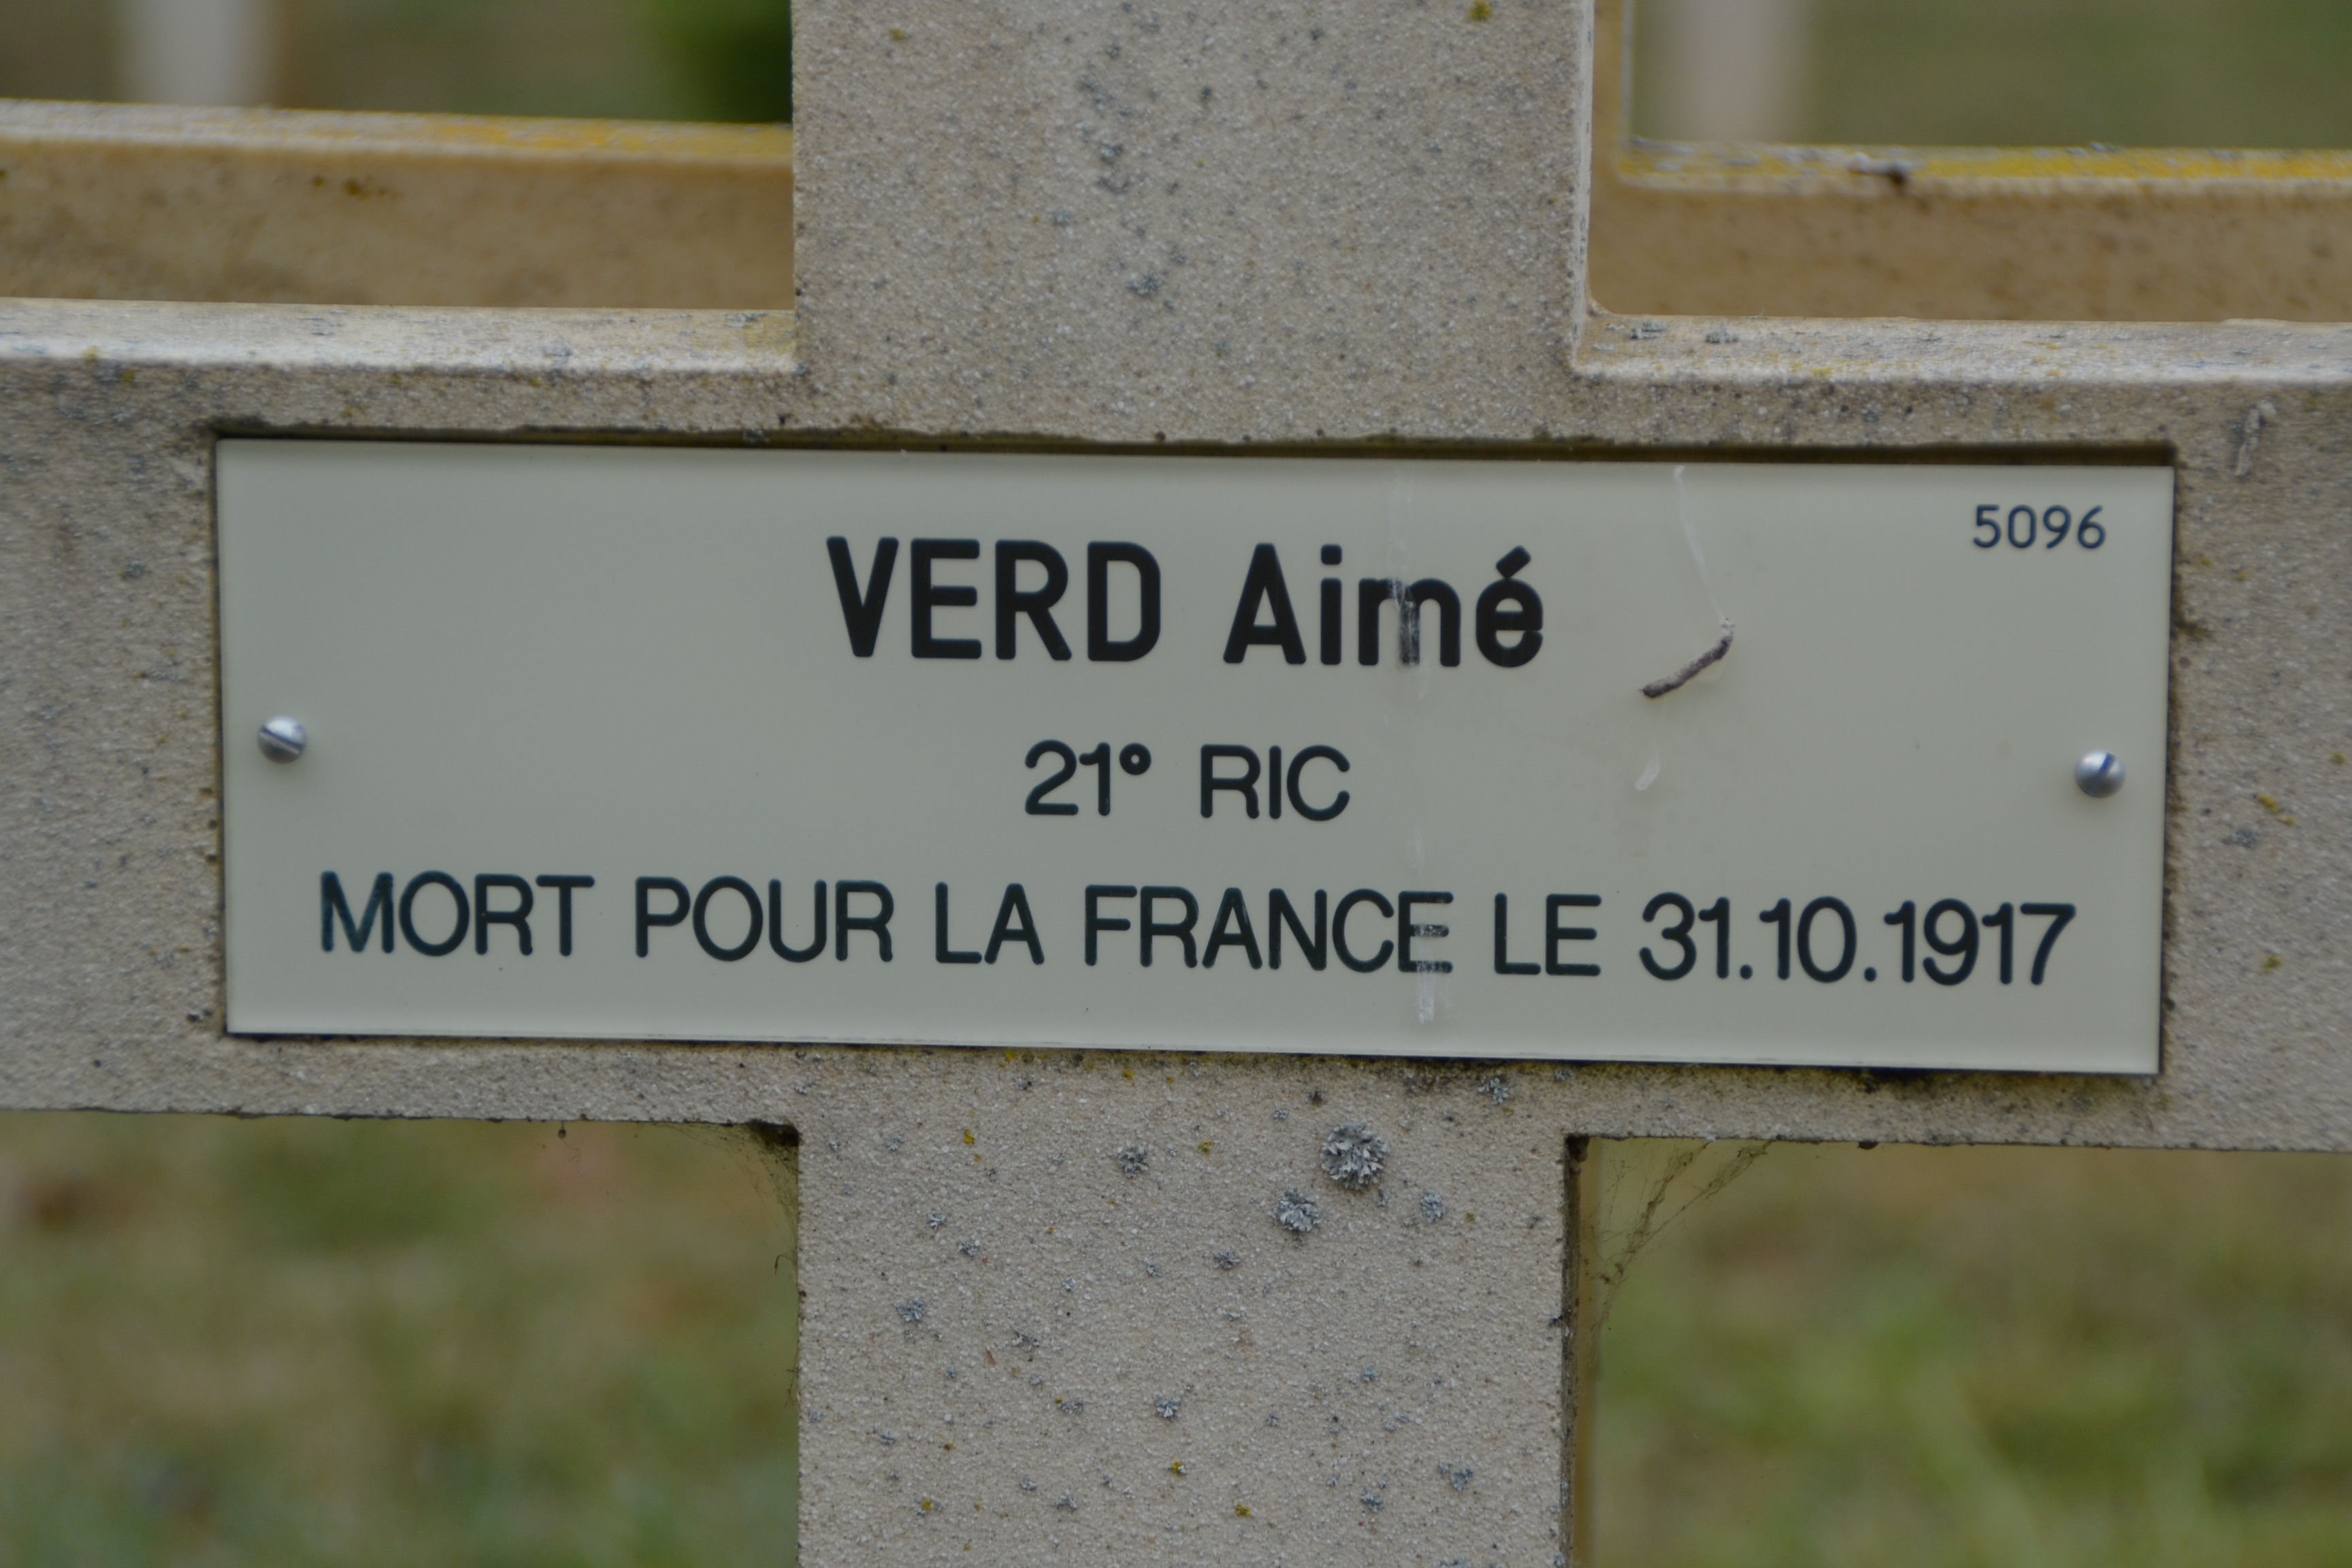 5096
VERD Aimé
21° RIC
MORT POUR LA FRANCE LE 31.10.1917